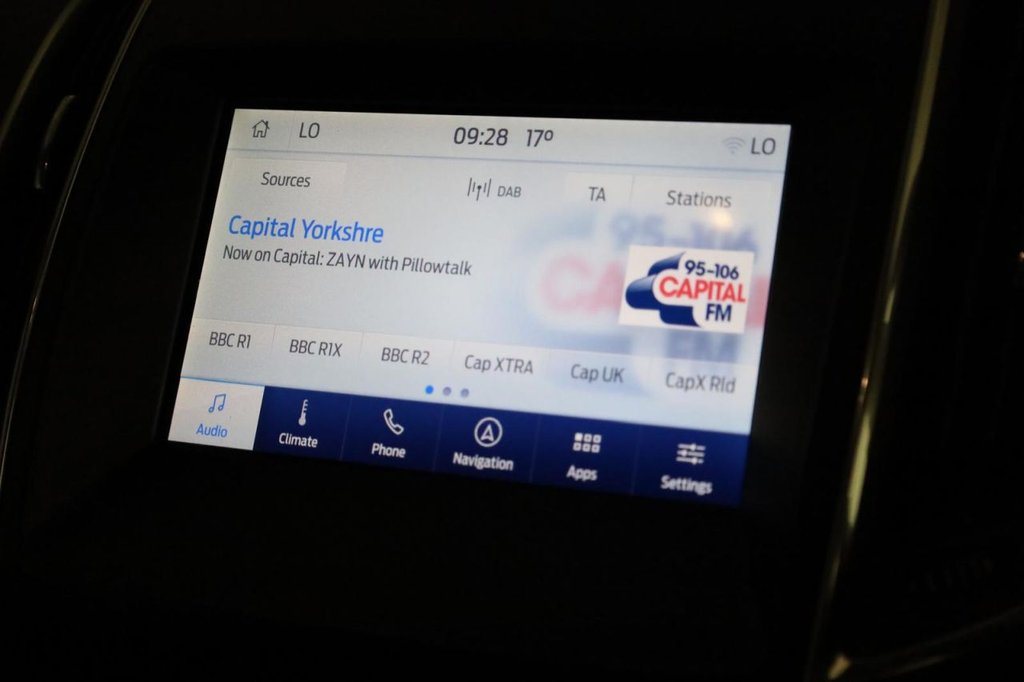 LO 09:28 17° LO
Sources DAB TA Stations
Capital Yorkshre
Now on Capital: ZAYN with Pillowtalk
95-106
CAPITAL
FM
BBC R1 BBC R1X BBC R2 Cap XTRA Cap UK CapX Rld
Audio Climate Phone Navigation Apps Settings